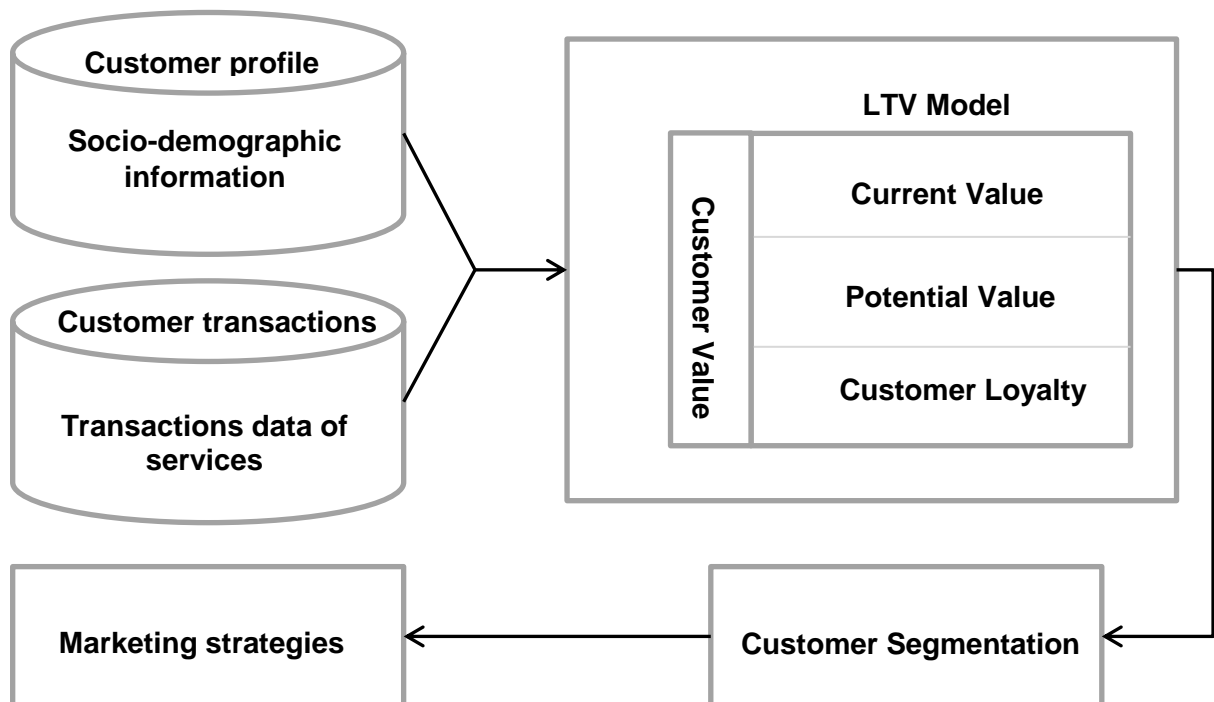 Customer profile
Socio-demographic
information
Customer transactions
Transactions data of
services
LTV Model
Customer Value
Current Value
Potential Value
Customer Loyalty
Marketing strategies
Customer Segmentation